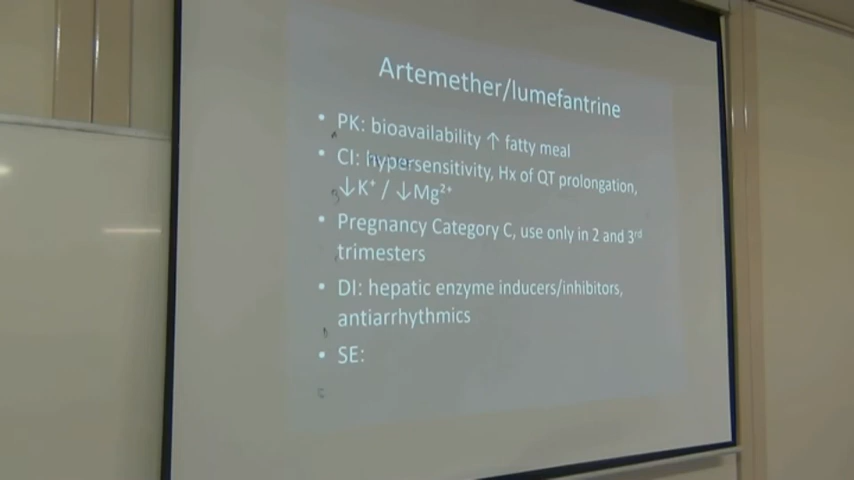 Artemether/lumefantrine
• PK: bioavailability ↑ fatty meal
• CI: hypersensitivity, Hx of QT prolongation,
↓K⁺ / ↓Mg²⁺
• Pregnancy Category C, use only in 2 and 3ʳᵈ
trimesters
• DI: hepatic enzyme inducers/inhibitors,
antiarrhythmics
• SE: